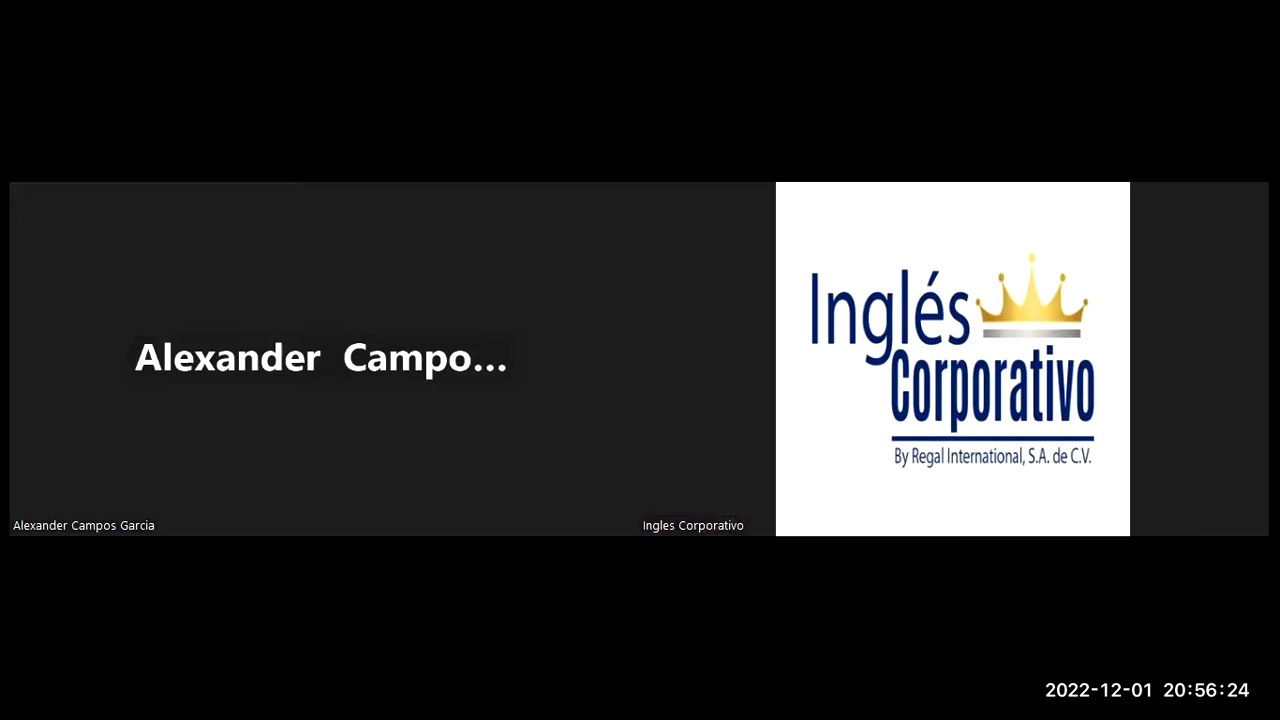 Alexander Campo...
Alexander Campos Garcia
Ingles Corporativo
Inglés
Corporativo
By Regal International, S.A. de C.V.
2022-12-01 20:56:24